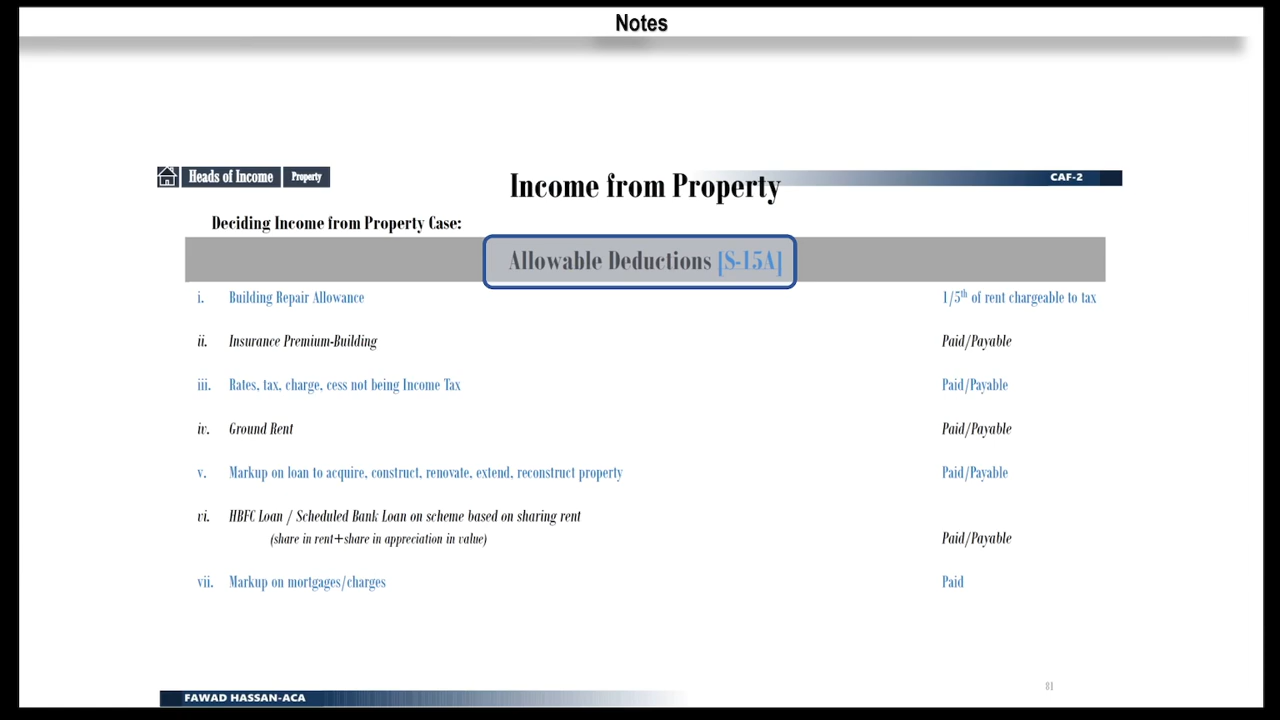 Notes
Heads of Income Property
Income from Property
CAF-2
Deciding Income from Property Case:
Allowable Deductions [S-15A]
i. Building Repair Allowance 1/5th of rent chargeable to tax
ii. Insurance Premium-Building Paid/Payable
iii. Rates, tax, charge, cess not being Income Tax Paid/Payable
iv. Ground Rent Paid/Payable
v. Markup on loan to acquire, construct, renovate, extend, reconstruct property Paid/Payable
vi. HBFC Loan / Scheduled Bank Loan on scheme based on sharing rent
(share in rent+share in appreciation in value) Paid/Payable
vii. Markup on mortgages/charges Paid
81
FAWAD HASSAN-ACA